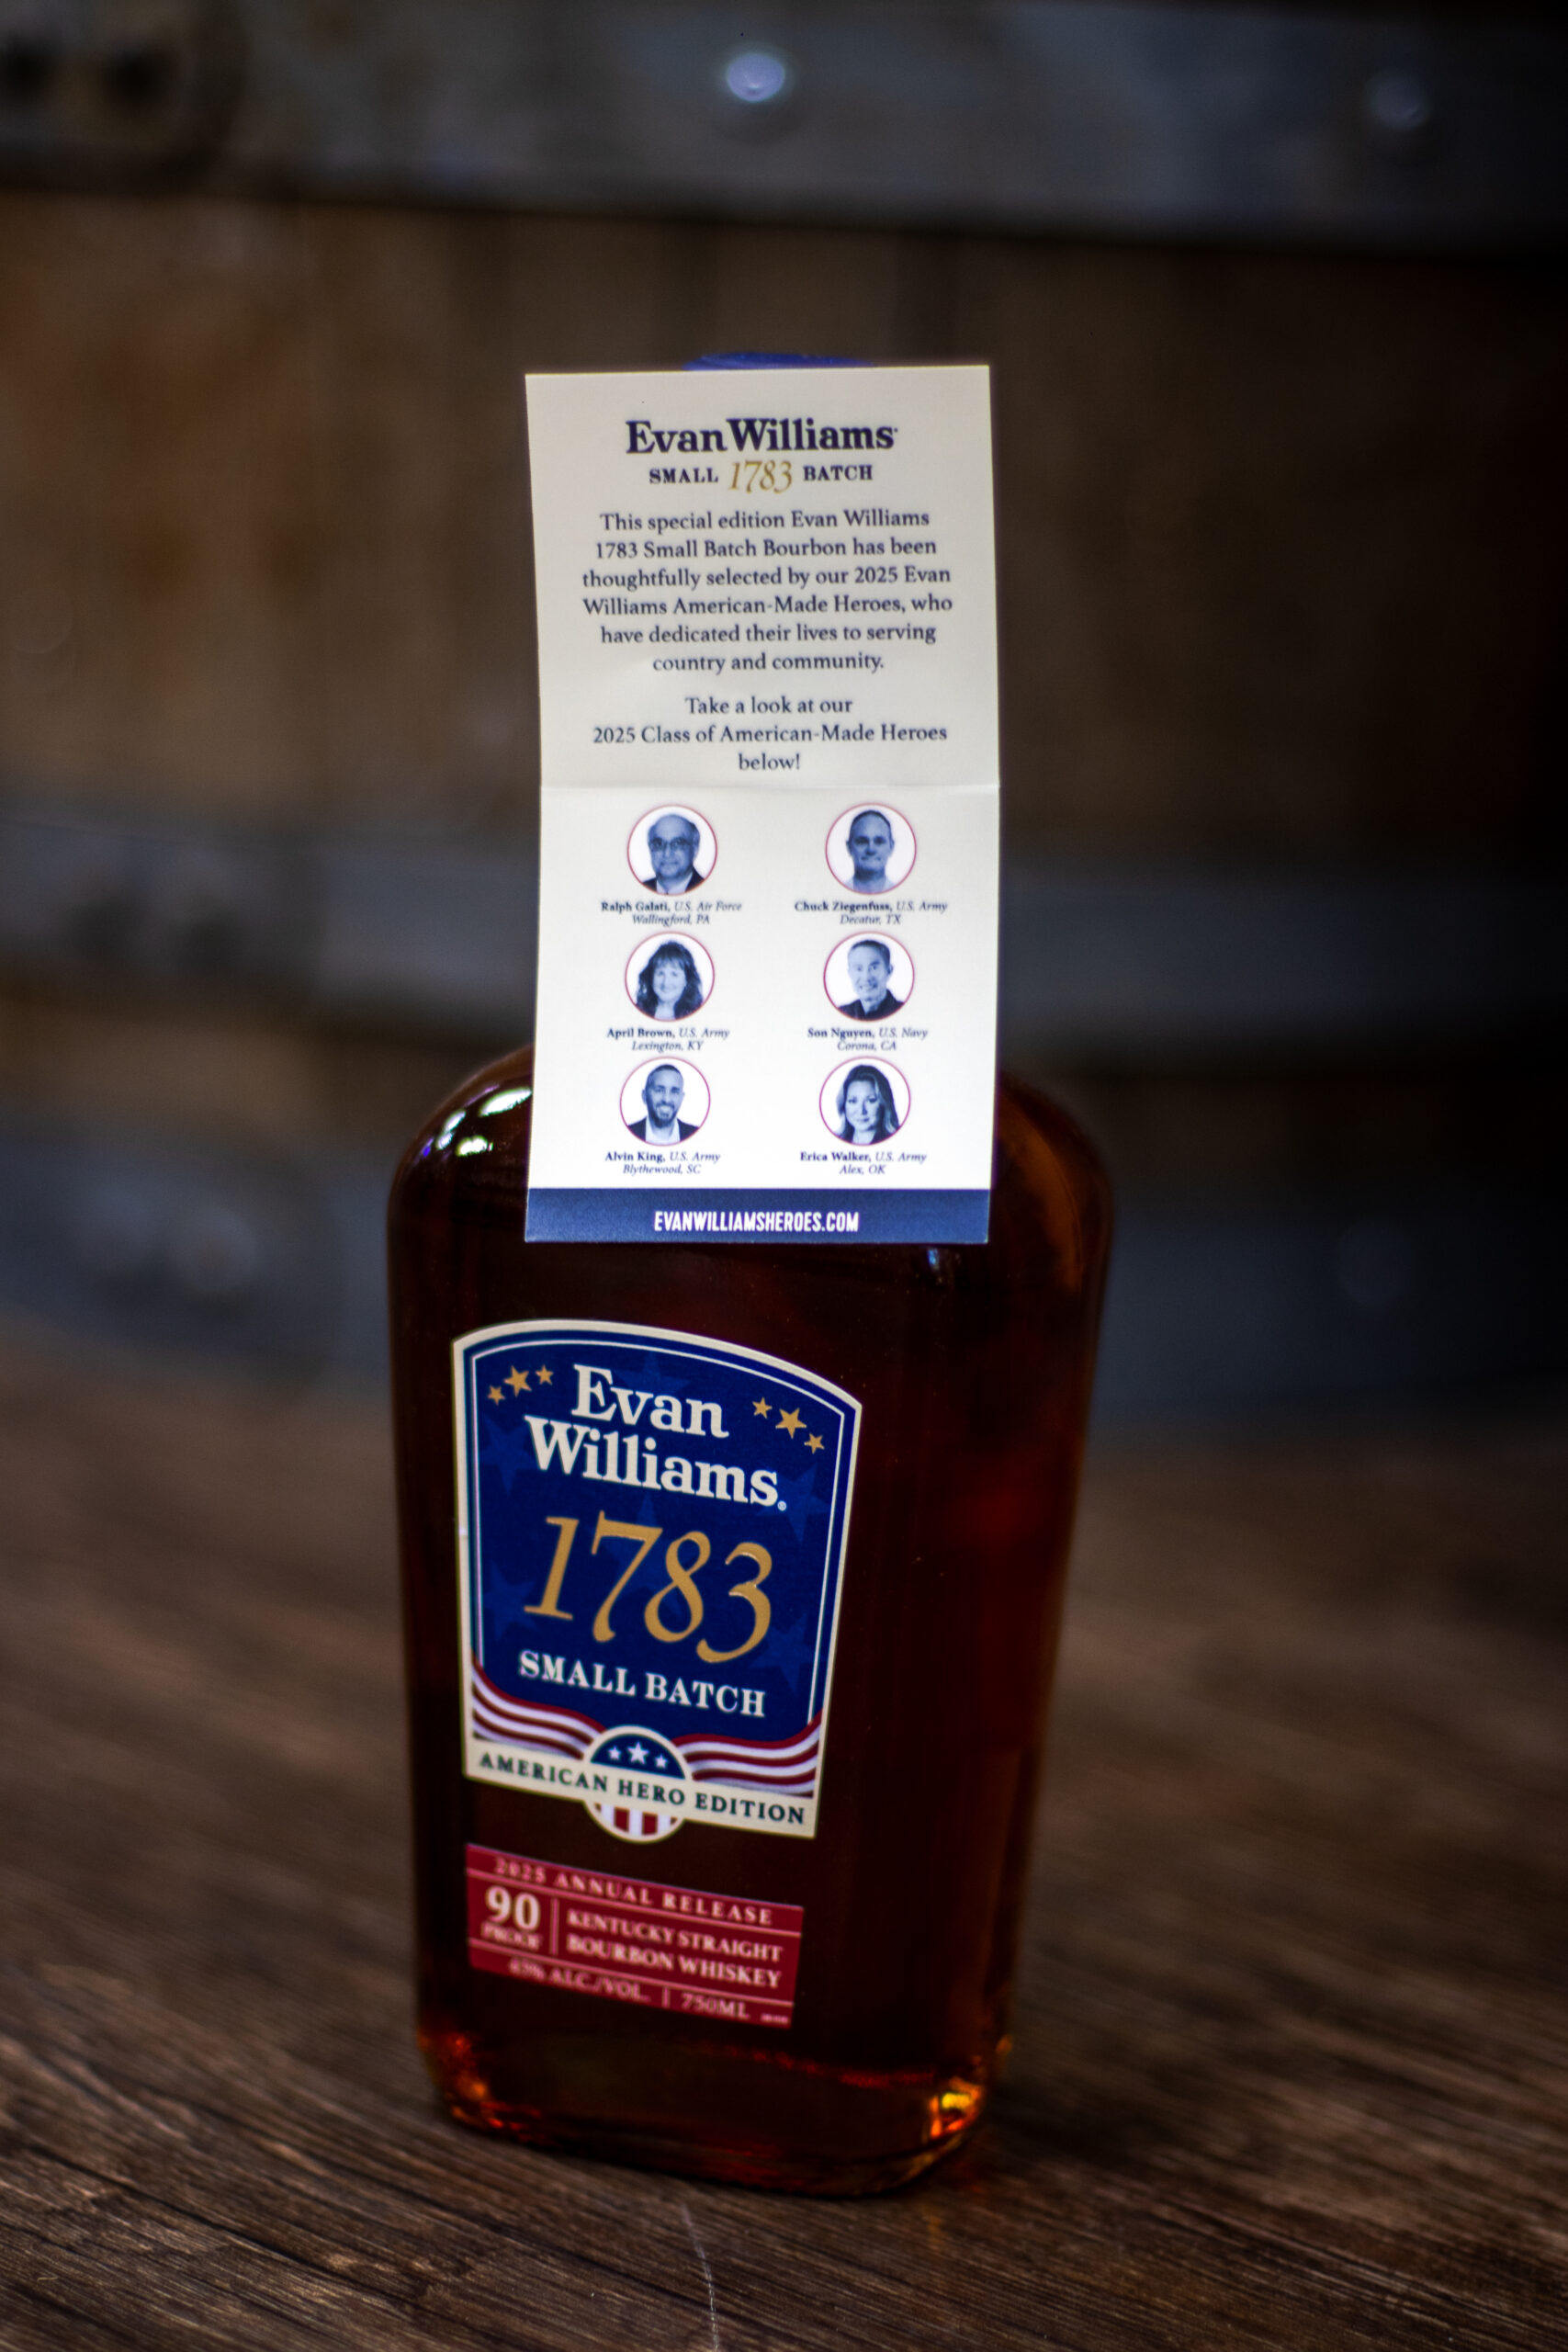 Evan Williams
SMALL 1783 BATCH
This special edition Evan Williams
1783 Small Batch Bourbon has been
thoughtfully selected by our 2025 Evan
Williams American-Made Heroes, who
have dedicated their lives to serving
country and community.
Take a look at our
2025 Class of American-Made Heroes
below!
Ralph Galati, U.S. Air Force
Wallingford, PA
Chuck Ziegenfuss, U.S. Army
Decatur, TX
April Brown, U.S. Army
Lexington, KY
Son Nguyen, U.S. Navy
Corona, CA
Alvin King, U.S. Army
Blythewood, SC
Erica Walker, U.S. Army
Alex, OK
EVANWILLIAMSHEROES.COM
Evan
Williams®
1783
SMALL BATCH
AMERICAN HERO EDITION
2025 ANNUAL RELEASE
90
PROOF
KENTUCKY STRAIGHT
BOURBON WHISKEY
45% ALC./VOL. | 750ML